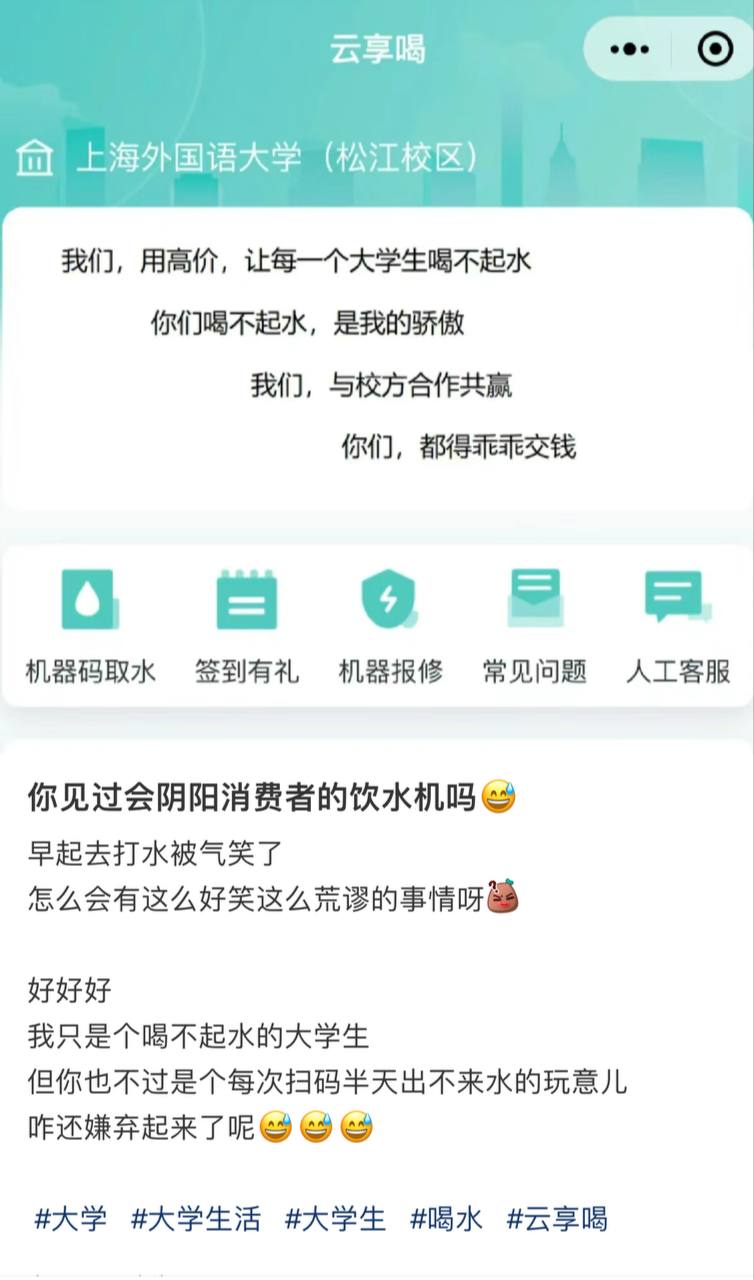 云享喝
上海外国语大学（松江校区）
我们，用高价，让每一个大学生喝不起水
你们喝不起水，是我的骄傲
我们，与校方合作共赢
你们，都得乖乖交钱
机器码取水 签到有礼 机器报修 常见问题 人工客服
你见过会阴阳消费者的饮水机吗😅
早起去打水被气笑了
怎么会有这么好笑这么荒谬的事情呀
好好好
我只是个喝不起水的大学生
但你也不过是个每次扫码半天出不来水的玩意儿
咋还嫌弃起来了呢😅😅😅
#大学 #大学生活 #大学生 #喝水 #云享喝